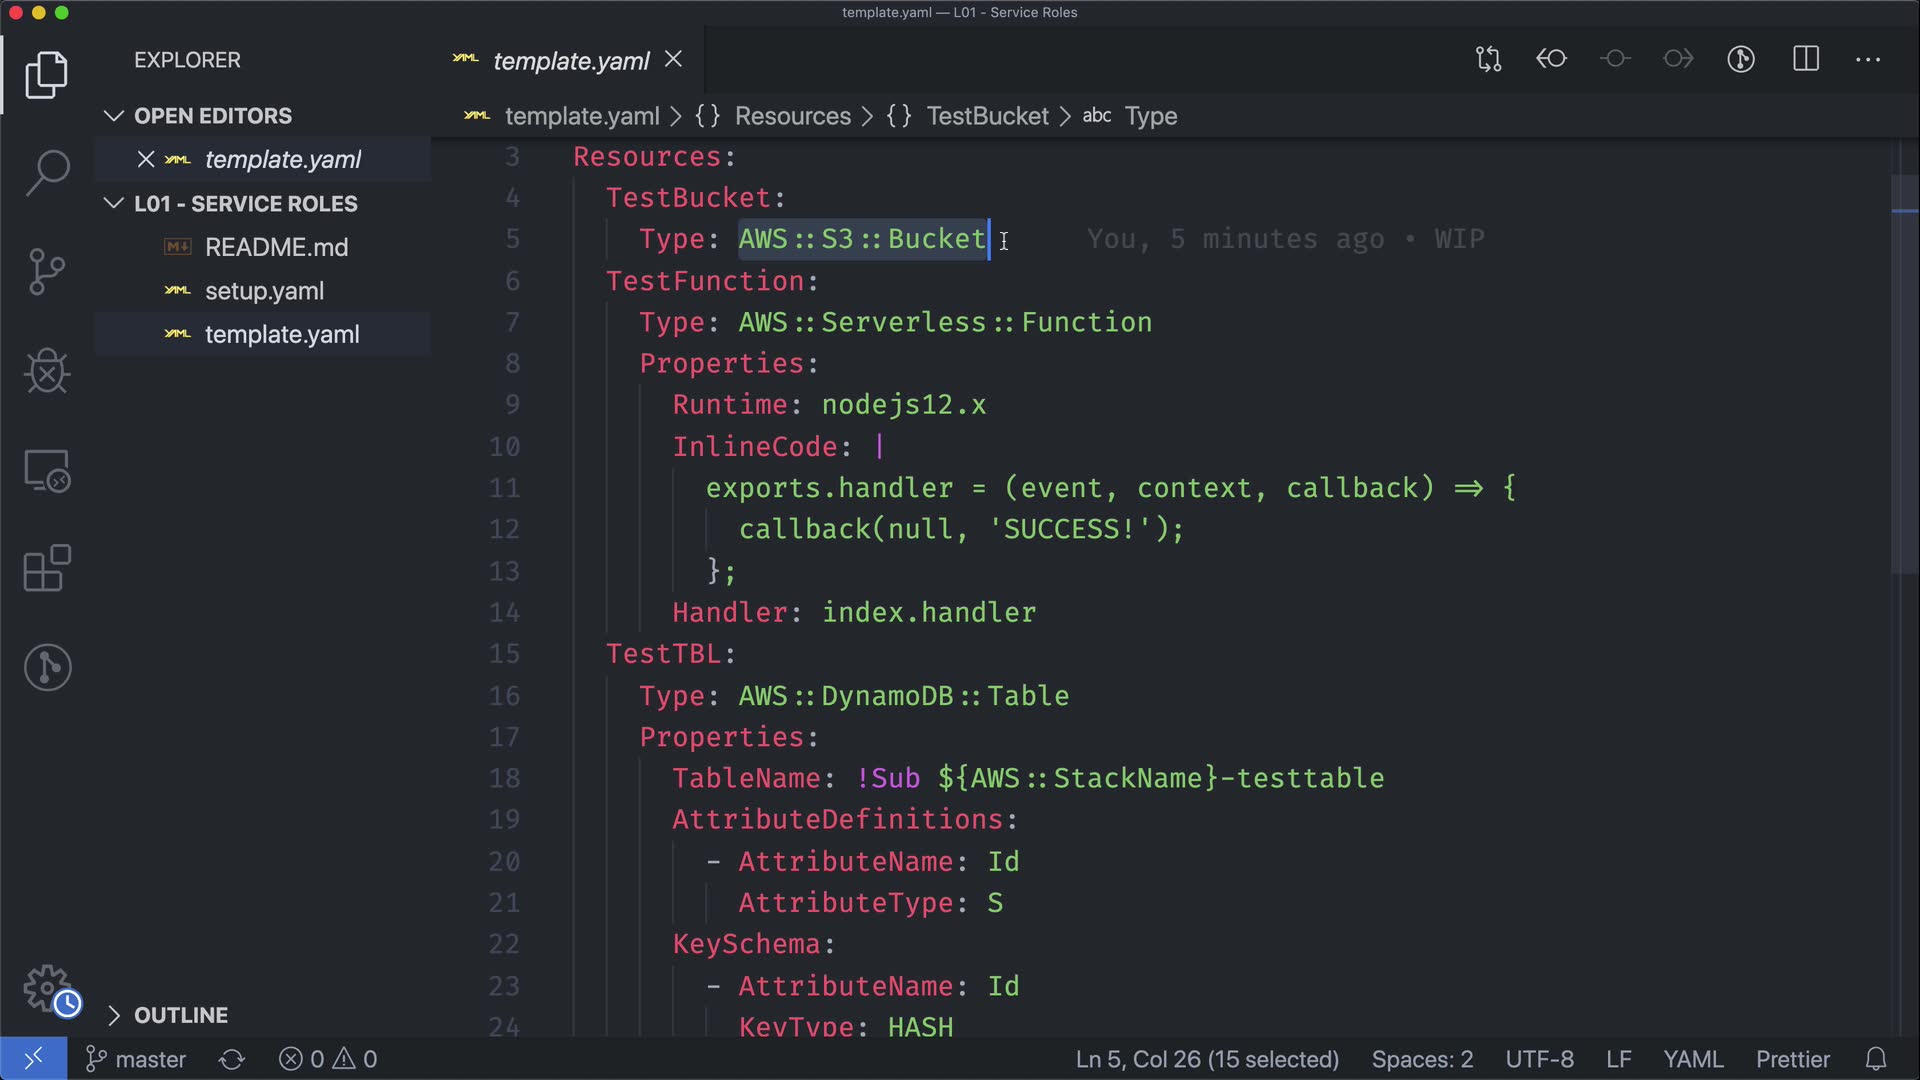 template.yaml — L01 - Service Roles
EXPLORER
OPEN EDITORS
template.yaml
L01 - SERVICE ROLES
README.md
setup.yaml
template.yaml
OUTLINE
template.yaml
template.yaml > {} Resources > {} TestBucket > abc Type
3 Resources:
4 TestBucket:
5 Type: AWS::S3::Bucket You, 5 minutes ago • WIP
6 TestFunction:
7 Type: AWS::Serverless::Function
8 Properties:
9 Runtime: nodejs12.x
10 InlineCode: |
11 exports.handler = (event, context, callback) => {
12 callback(null, 'SUCCESS!');
13 };
14 Handler: index.handler
15 TestTBL:
16 Type: AWS::DynamoDB::Table
17 Properties:
18 TableName: !Sub ${AWS::StackName}-testtable
19 AttributeDefinitions:
20 - AttributeName: Id
21 AttributeType: S
22 KeySchema:
23 - AttributeName: Id
24 KeyType: HASH
master 0 0 Ln 5, Col 26 (15 selected) Spaces: 2 UTF-8 LF YAML Prettier